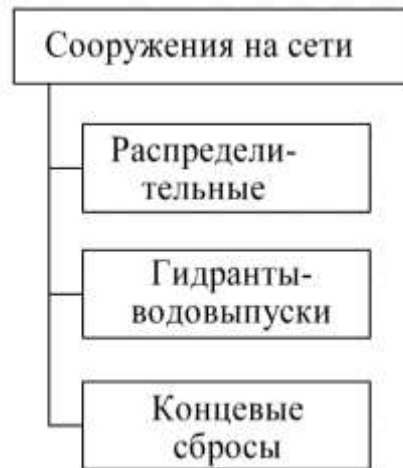 Сооружения на сети
Распредели-
тельные
Гидранты-
водовыпуски
Концевые
сбросы